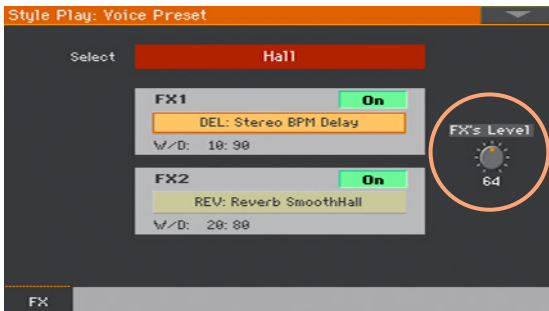 Style Play: Voice Preset
Select Hall
FX1 On
DEL: Stereo BPM Delay
W/D: 10:90
FX2 On
REV: Reverb SmoothHall
W/D: 20:80
FX's Level
64
FX